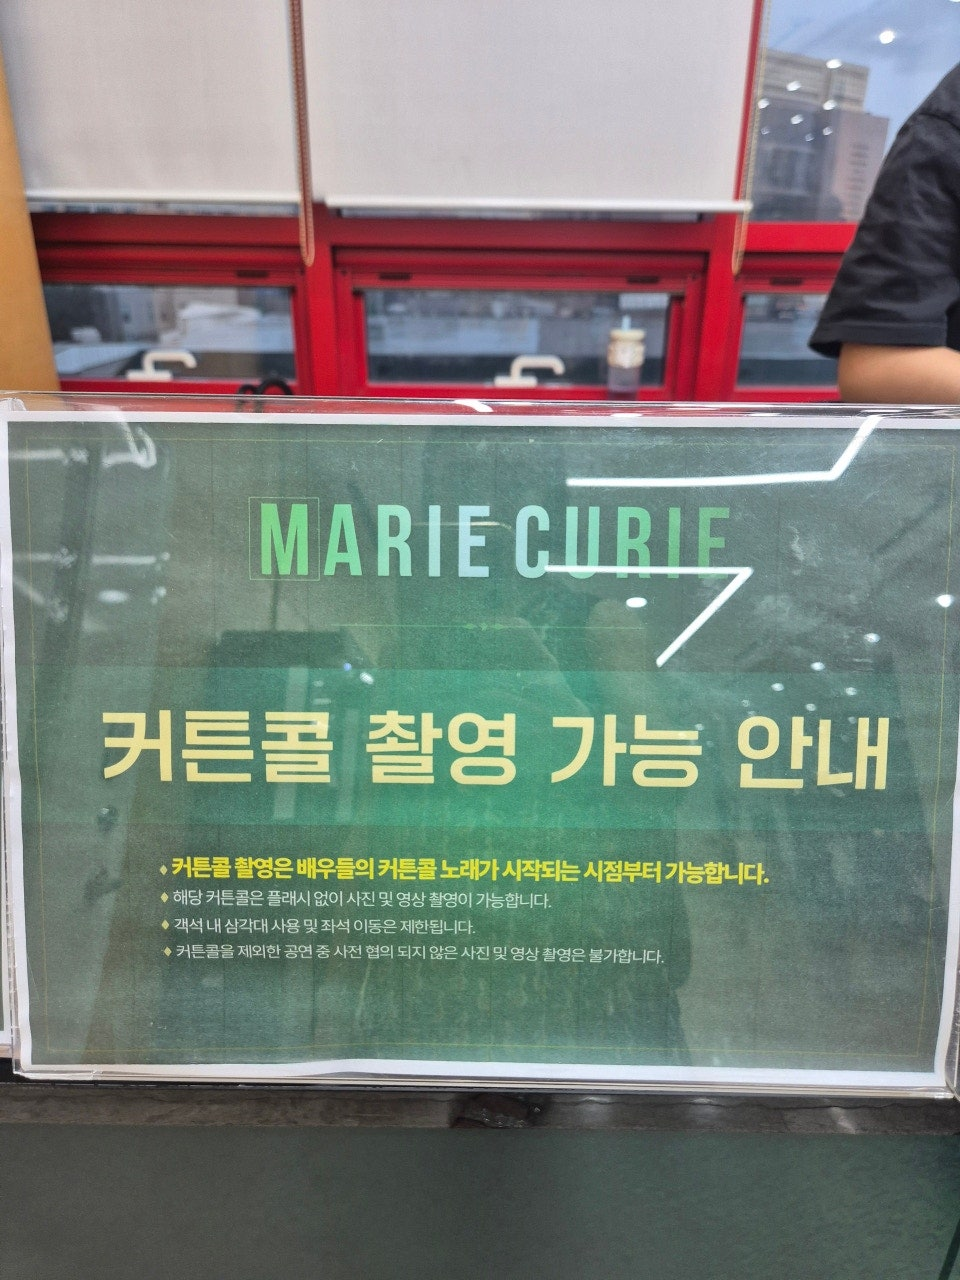 MARIE CURIE
커튼콜 촬영 가능 안내
♦ 커튼콜 촬영은 배우들의 커튼콜 노래가 시작되는 시점부터 가능합니다.
♦ 해당 커튼콜은 플래시 없이 사진 및 영상 촬영이 가능합니다.
♦ 객석 내 삼각대 사용 및 좌석 이동은 제한됩니다.
♦ 커튼콜을 제외한 공연 중 사전 협의 되지 않은 사진 및 영상 촬영은 불가합니다.